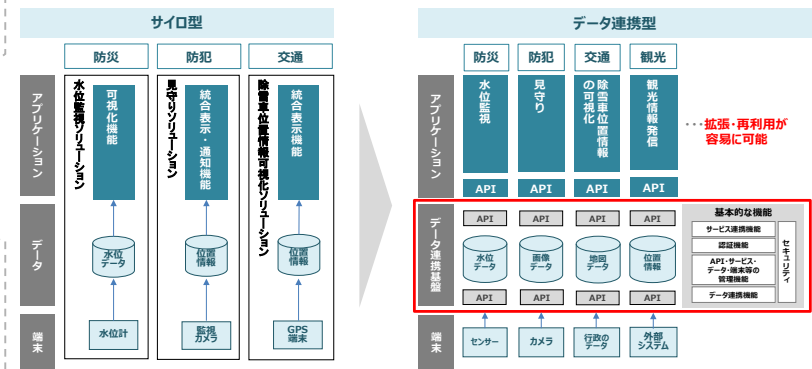 サイロ型
防災
防犯
交通
アプリケーション
データ
端末
水位監視ソリューション
可視化機能
水位
データ
水位計
見守りソリューション
統合表示・通知機能
位置
情報
監視
カメラ
除雪車位置情報可視化ソリューション
統合表示機能
位置
情報
GPS
端末
データ連携型
防災
防犯
交通
観光
アプリケーション
データ連携基盤
端末
水位監視
見守り
除雪車位置情報
の可視化
観光情報発信
･･･拡張・再利用が
容易に可能
API
API
API
API
API
API
API
API
水位
データ
画像
データ
地図
データ
位置
情報
API
API
API
API
基本的な機能
サービス連携機能
認証機能
API・サービス・
データ・端末等の
管理機能
データ連携機能
セキュリティ
センサー
カメラ
行政の
データ
外部
システム